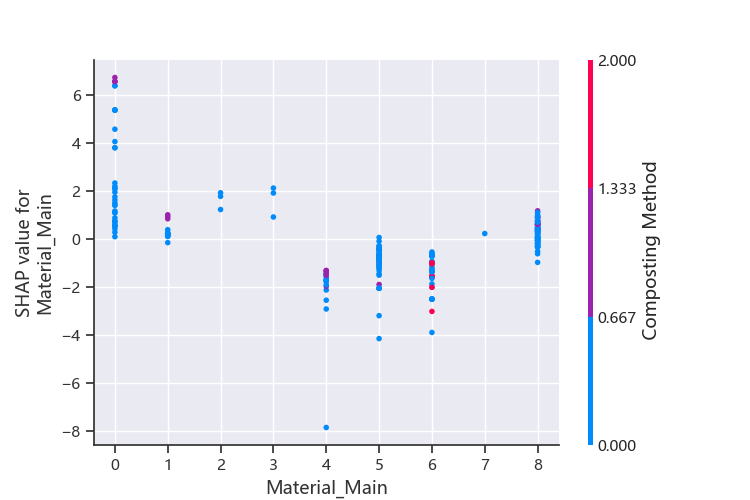 6
4
2
0
−2
−4
−6
−8
SHAP value for
Material_Main
0 1 2 3 4 5 6 7 8
Material_Main
2.000
1.333
0.667
0.000
Composting Method